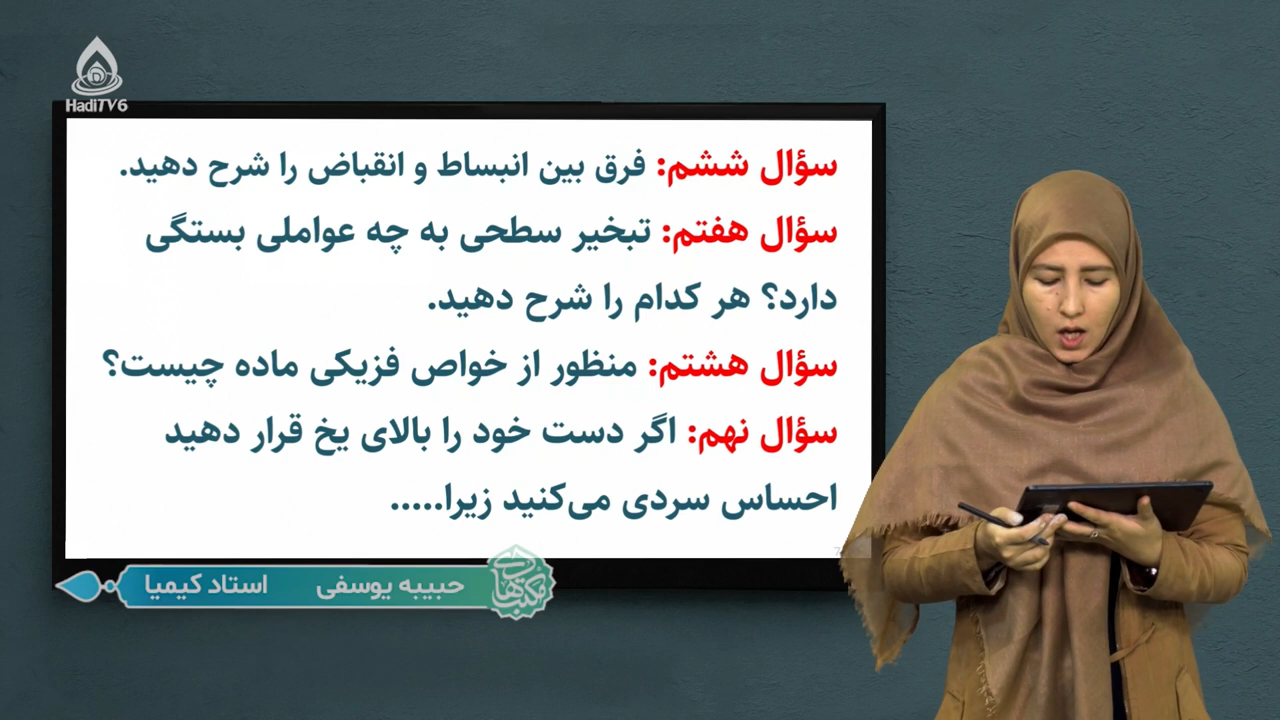 HadiTV6
سؤال ششم: فرق بین انبساط و انقباض را شرح دهید.
سؤال هفتم: تبخیر سطحی به چه عواملی بستگی
دارد؟ هر کدام را شرح دهید.
سؤال هشتم: منظور از خواص فزیکی ماده چیست؟
سؤال نهم: اگر دست خود را بالای یخ قرار دهید
احساس سردی می‌کنید زیرا.....
مکتب هادی
حبیبه یوسفی استاد کیمیا